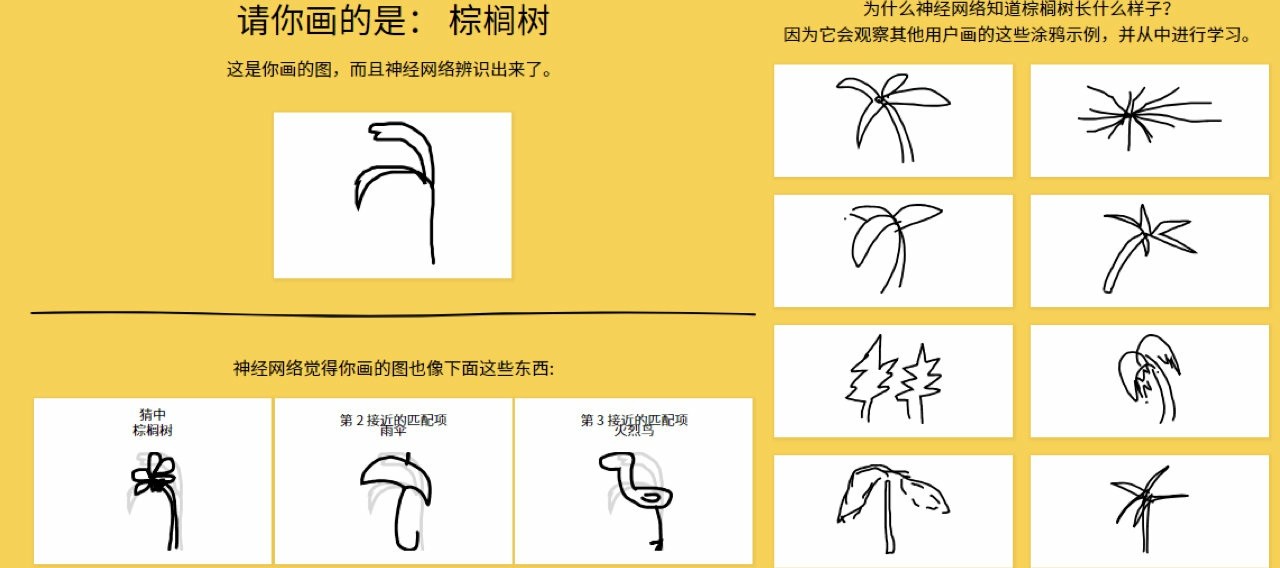 请你画的是： 棕榈树
这是你画的图，而且神经网络辨识出来了。
神经网络觉得你画的图也像下面这些东西:
猜中
棕榈树
第 2 接近的匹配项
雨伞
第 3 接近的匹配项
火烈鸟
为什么神经网络知道棕榈树长什么样子?
因为它会观察其他用户画的这些涂鸦示例，并从中进行学习。